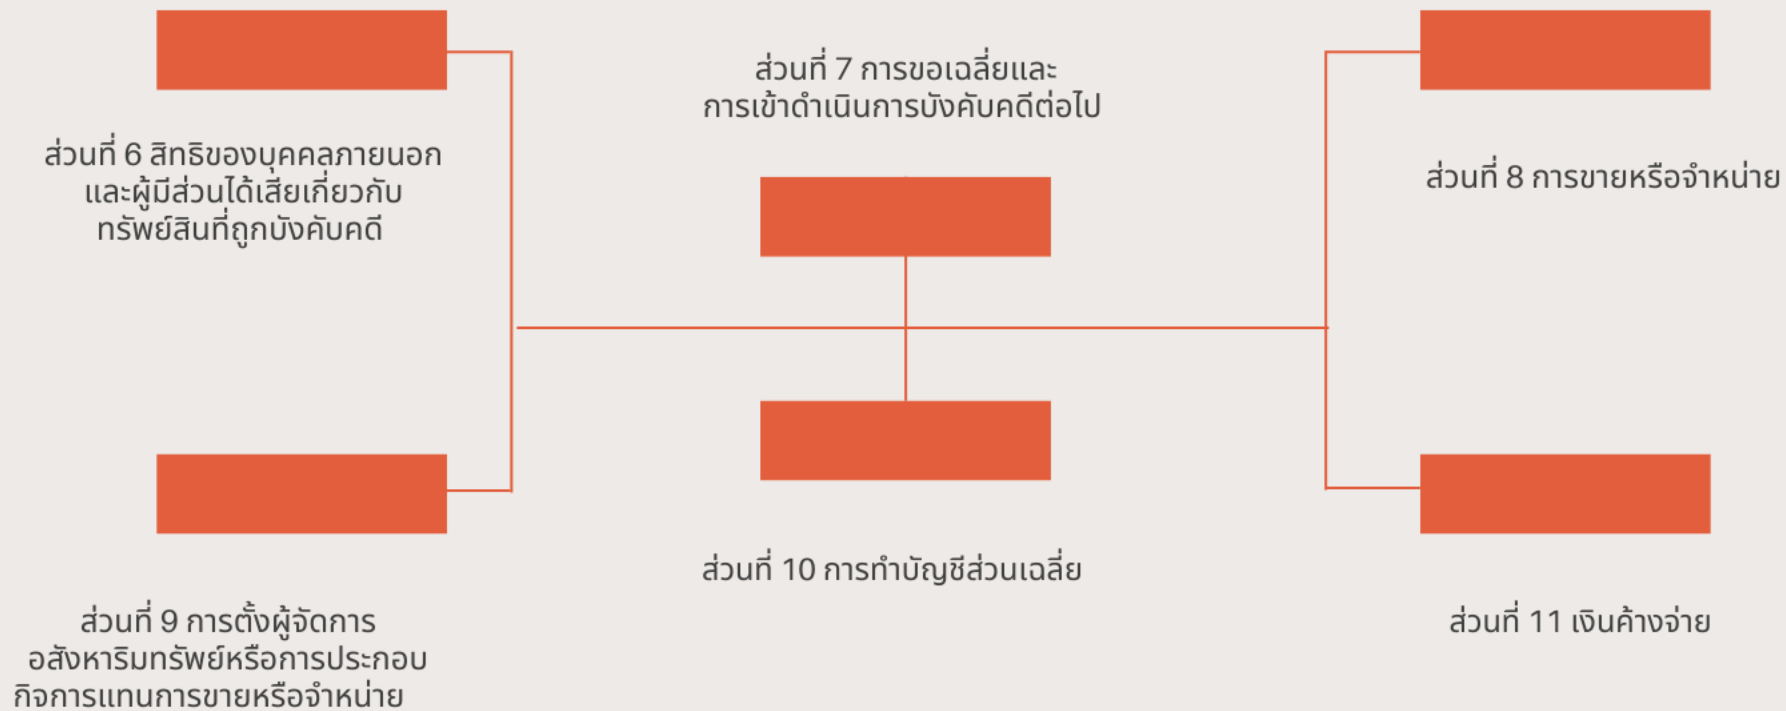 ส่วนที่ 6 สิทธิของบุคคลภายนอก
และผู้มีส่วนได้เสียเกี่ยวกับ
ทรัพย์สินที่ถูกบังคับคดี
ส่วนที่ 7 การขอเฉลี่ยและ
การเข้าดำเนินการบังคับคดีต่อไป
ส่วนที่ 8 การขายหรือจำหน่าย
ส่วนที่ 9 การตั้งผู้จัดการ
อสังหาริมทรัพย์หรือการประกอบ
กิจการแทนการขายหรือจำหน่าย
ส่วนที่ 10 การทำบัญชีส่วนเฉลี่ย
ส่วนที่ 11 เงินค้างจ่าย